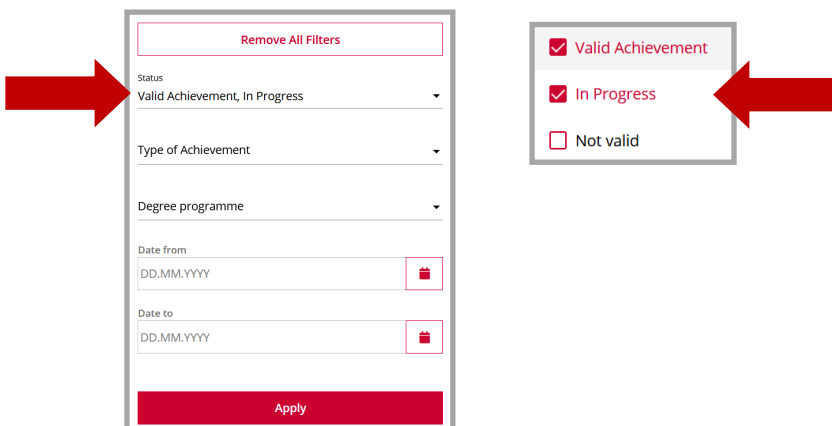 Remove All Filters
Status
Valid Achievement, In Progress
Type of Achievement
Degree programme
Date from
DD.MM.YYYY
Date to
DD.MM.YYYY
Apply
Valid Achievement
In Progress
Not valid